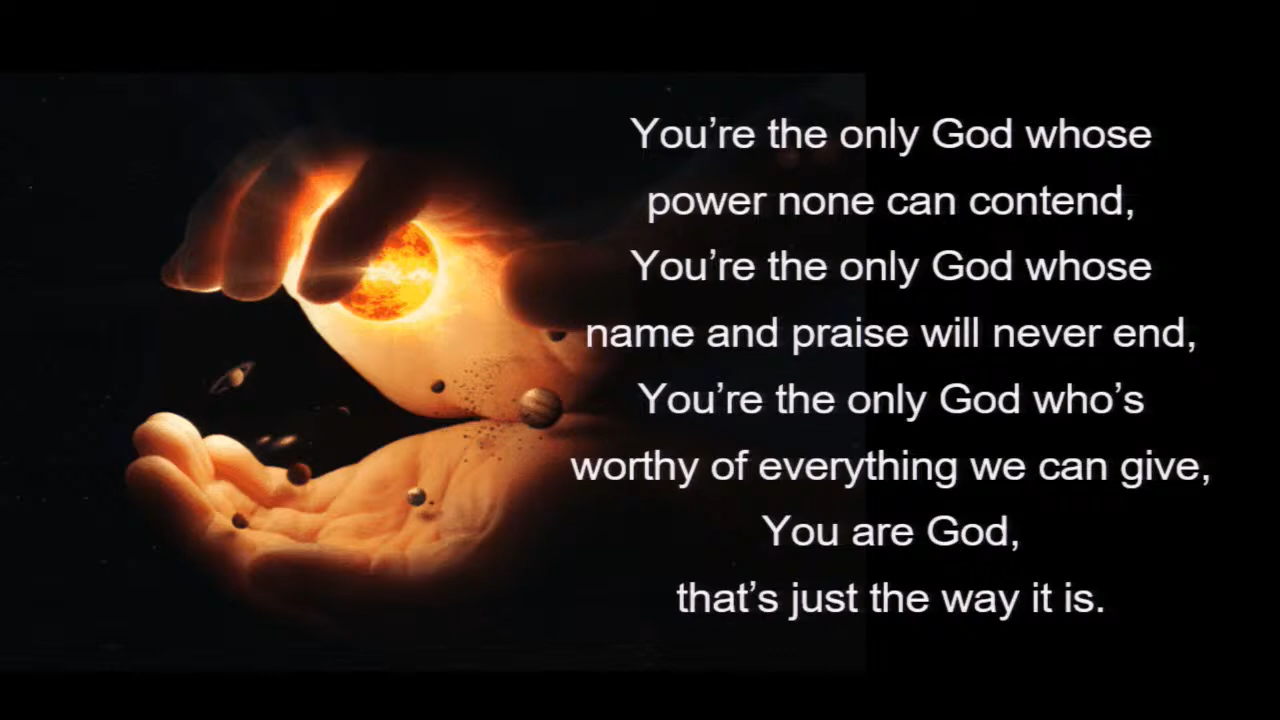 You’re the only God whose
power none can contend,
You’re the only God whose
name and praise will never end,
You’re the only God who’s
worthy of everything we can give,
You are God,
that’s just the way it is.